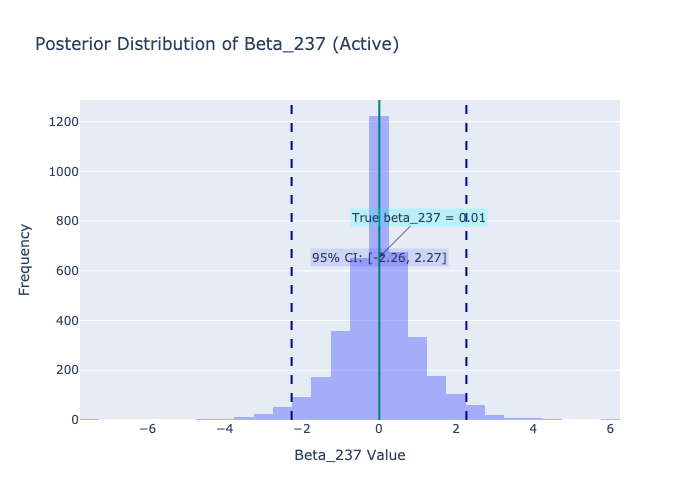 Posterior Distribution of Beta_237 (Active)
1200
1000
800
600
400
200
0
True beta_237 = 0.01
95% CI: [-2.26, 2.27]
−6
−4
−2
0
2
4
6
Frequency
Beta_237 Value